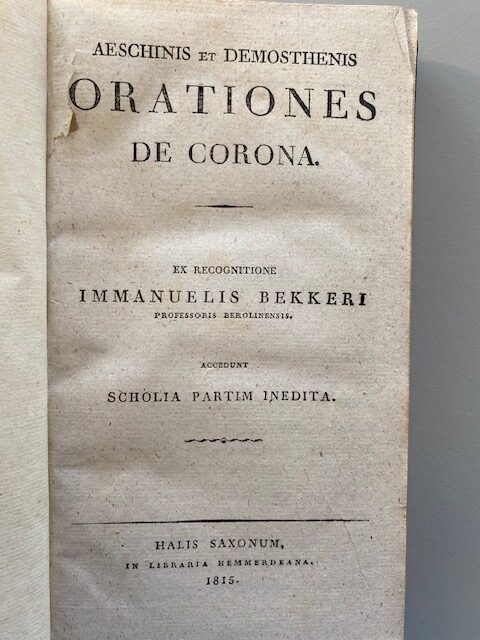 AESCHINIS ET DEMOSTHENIS
ORATIONES
DE CORONA.
EX RECOGNITIONE
IMMANUELIS BEKKERI
PROFESSORIS BEROLINENSIS.
ACCEDUNT
SCHOLIA PARTIM INEDITA.
HALIS SAXONUM,
IN LIBRARIA HEMMERDEANA.
1815.